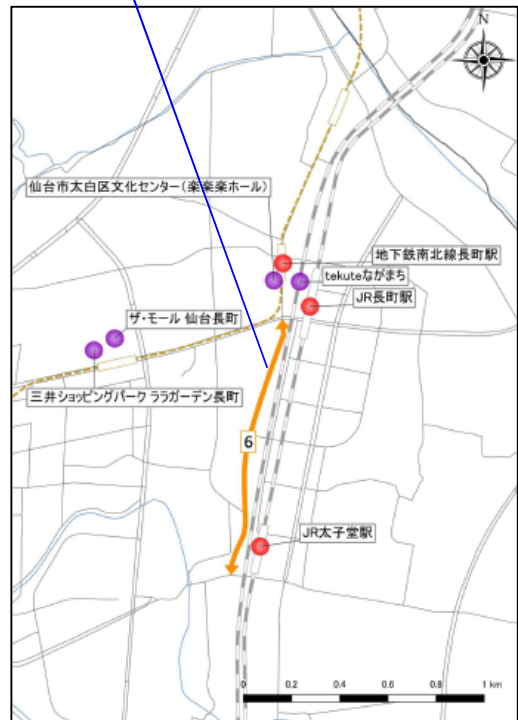 N
仙台市太白区文化センター(楽楽楽ホール)
地下鉄南北線長町駅
tekuteながまち
JR長町駅
ザ・モール 仙台長町
三井ショッピングパーク ララガーデン長町
6
JR太子堂駅
0 0.2 0.4 0.6 0.8 1 km